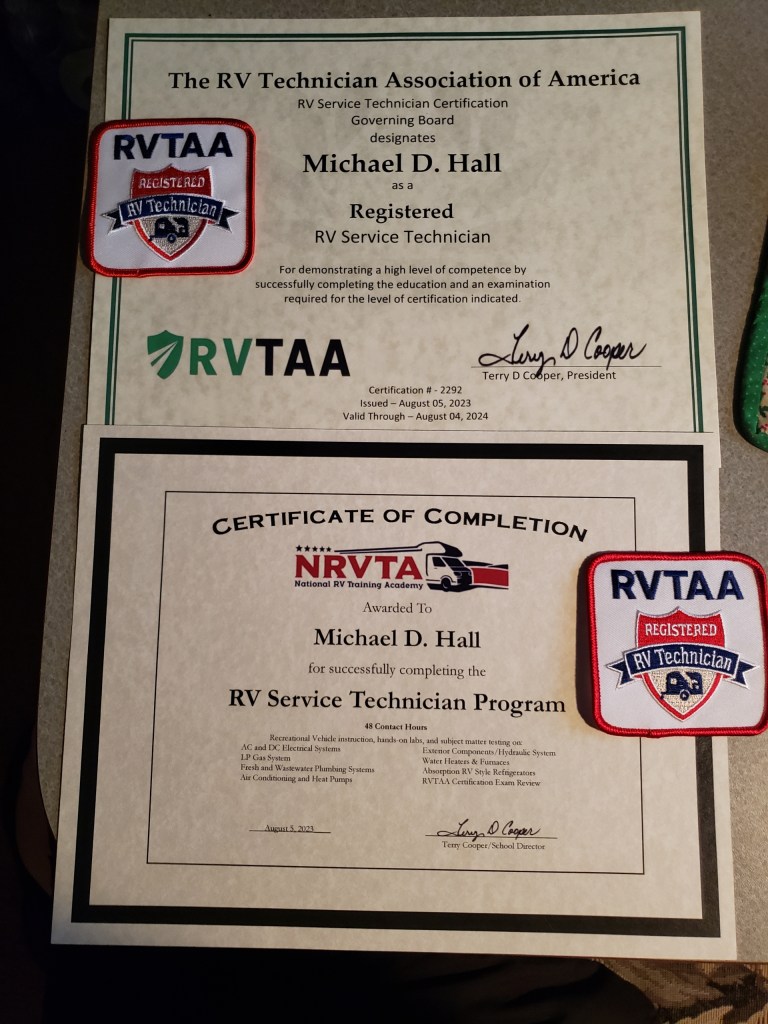 The RV Technician Association of America
RV Service Technician Certification
Governing Board
designates
Michael D. Hall
as a
Registered
RV Service Technician
For demonstrating a high level of competence by
successfully completing the education and an examination
required for the level of certification indicated.
RVTAA
REGISTERED
RV Technician
RVTAA
Terry D Cooper
Terry D Cooper, President
Certification # - 2292
Issued – August 05, 2023
Valid Through – August 04, 2024
CERTIFICATE OF COMPLETION
NRVTA
National RV Training Academy
Awarded To
Michael D. Hall
for successfully completing the
RV Service Technician Program
48 Contact Hours
Recreational Vehicle instruction, hands-on labs, and subject matter testing on:
AC and DC Electrical Systems
LP Gas System
Fresh and Wastewater Plumbing Systems
Air Conditioning and Heat Pumps
Exterior Components/Hydraulic System
Water Heaters & Furnaces
Absorption RV Style Refrigerators
RVTAA Certification Exam Review
August 5, 2023
Terry D Cooper
Terry Cooper/School Director
RVTAA
REGISTERED
RV Technician